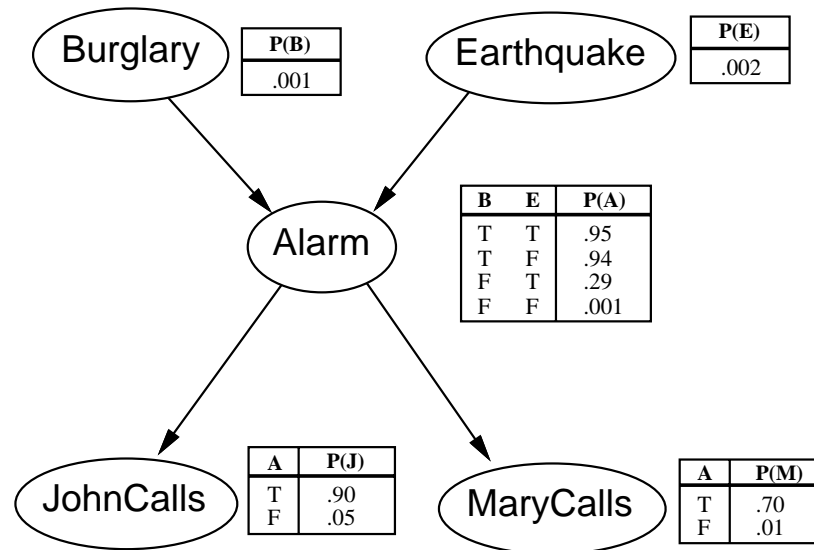 Burglary
P(B)
.001
Earthquake
P(E)
.002
Alarm
B E P(A)
T T .95
T F .94
F T .29
F F .001
JohnCalls
A P(J)
T .90
F .05
MaryCalls
A P(M)
T .70
F .01